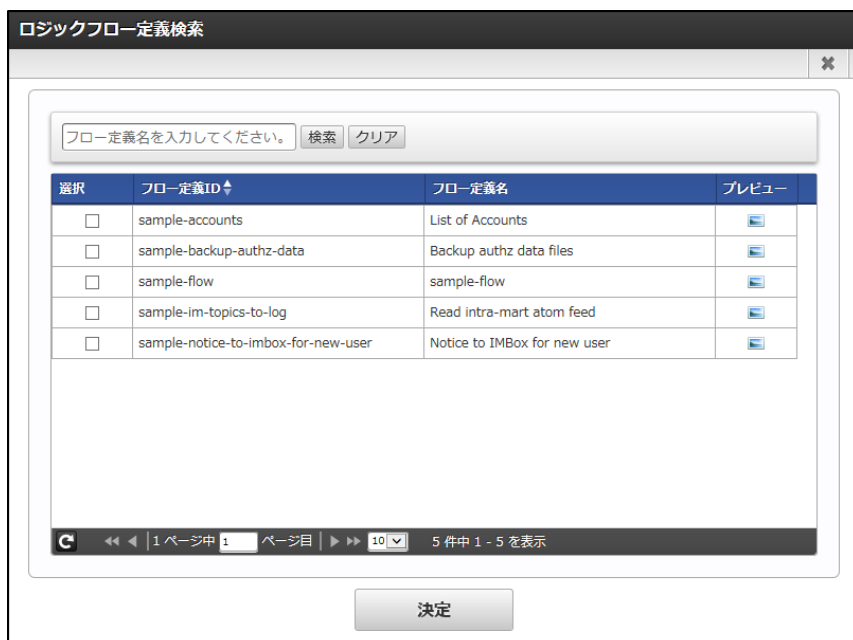 ロジックフロー定義検索
フロー定義名を入力してください。 検索 クリア
選択 フロー定義ID フロー定義名 プレビュー
sample-accounts List of Accounts
sample-backup-authz-data Backup authz data files
sample-flow sample-flow
sample-im-topics-to-log Read intra-mart atom feed
sample-notice-to-imbox-for-new-user Notice to IMBox for new user
1 ページ中 1 ページ目 10 5 件中 1 - 5 を表示
決定